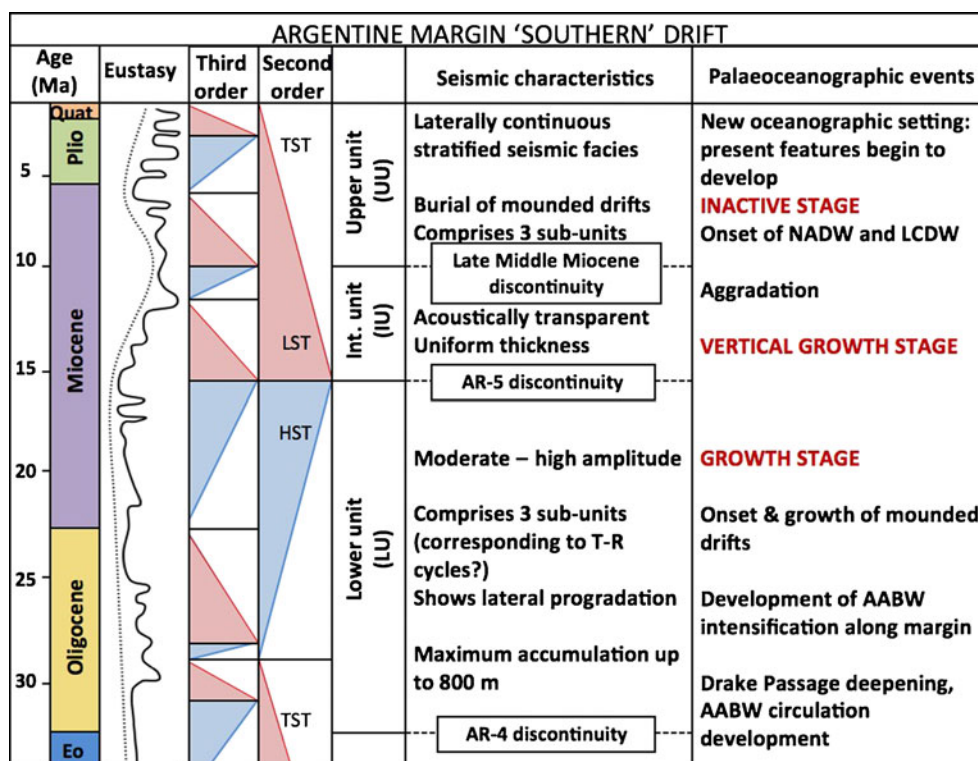 ARGENTINE MARGIN ‘SOUTHERN’ DRIFT
Age
(Ma)
Eustasy
Third
order
Second
order
Seismic characteristics
Palaeoceanographic events
Quat
Plio
Miocene
Oligocene
Eo
5
10
15
20
25
30
TST
LST
HST
TST
Upper unit
(UU)
Int. unit
(IU)
Lower unit
(LU)
Laterally continuous
stratified seismic facies
Burial of mounded drifts
Comprises 3 sub-units
Late Middle Miocene
discontinuity
Acoustically transparent
Uniform thickness
AR-5 discontinuity
Moderate – high amplitude
Comprises 3 sub-units
(corresponding to T-R
cycles?)
Shows lateral progradation
Maximum accumulation up
to 800 m
AR-4 discontinuity
New oceanographic setting:
present features begin to
develop
INACTIVE STAGE
Onset of NADW and LCDW
Aggradation
VERTICAL GROWTH STAGE
GROWTH STAGE
Onset & growth of mounded
drifts
Development of AABW
intensification along margin
Drake Passage deepening,
AABW circulation
development